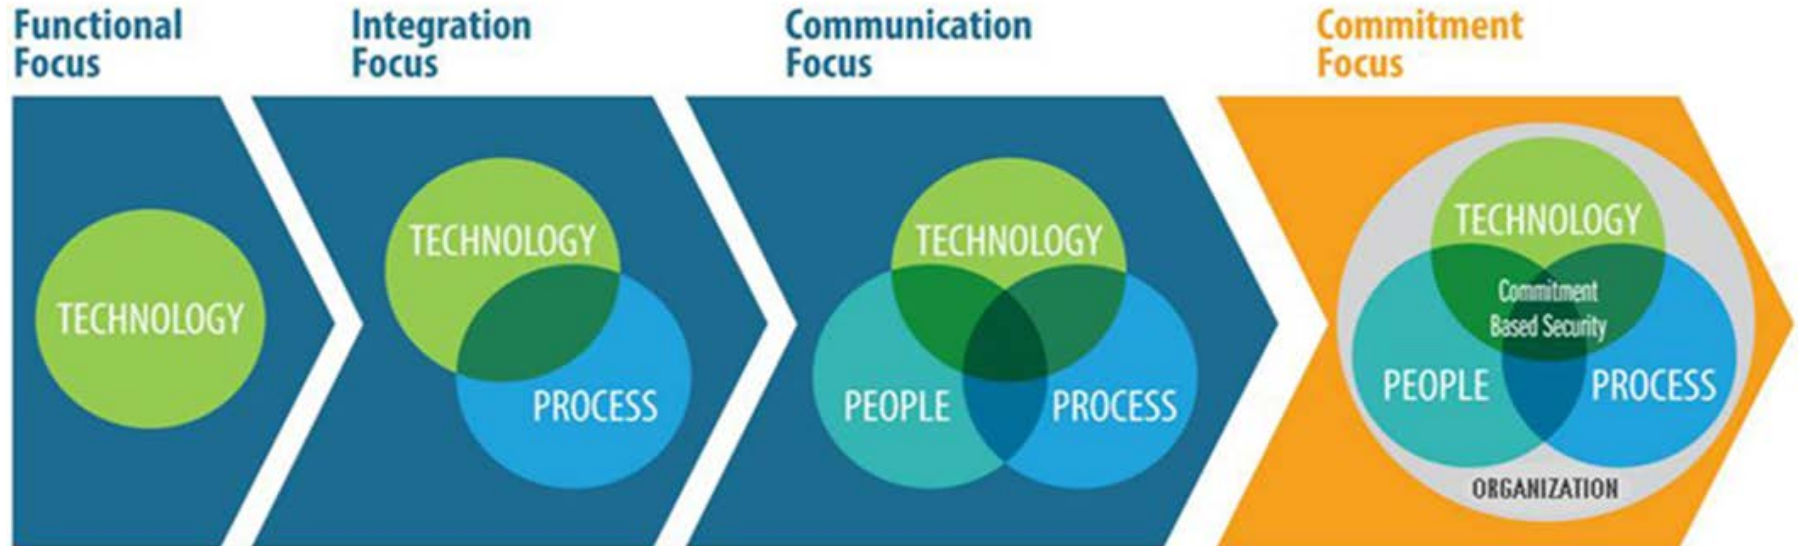 Functional
Focus
Integration
Focus
Communication
Focus
Commitment
Focus
TECHNOLOGY
TECHNOLOGY
PROCESS
TECHNOLOGY
PEOPLE
PROCESS
TECHNOLOGY
Commitment
Based Security
PEOPLE
PROCESS
ORGANIZATION